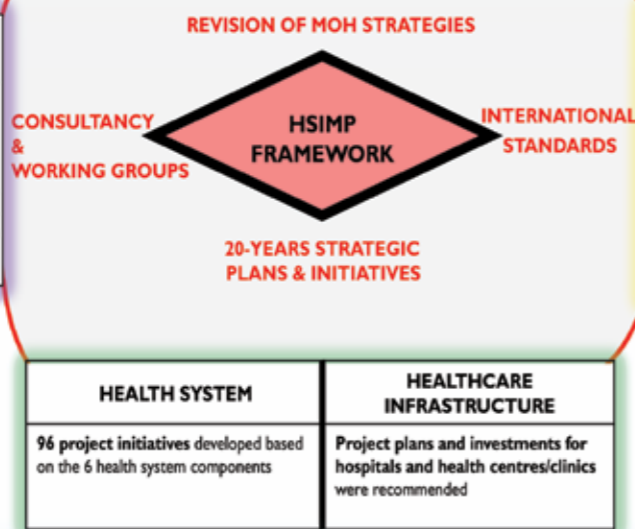 REVISION OF MOH STRATEGIES
CONSULTANCY
&
WORKING GROUPS
HSIMP
FRAMEWORK
INTERNATIONAL
STANDARDS
20-YEARS STRATEGIC
PLANS & INITIATIVES
HEALTH SYSTEM
HEALTHCARE
INFRASTRUCTURE
96 project initiatives developed based
on the 6 health system components
Project plans and investments for
hospitals and health centres/clinics
were recommended